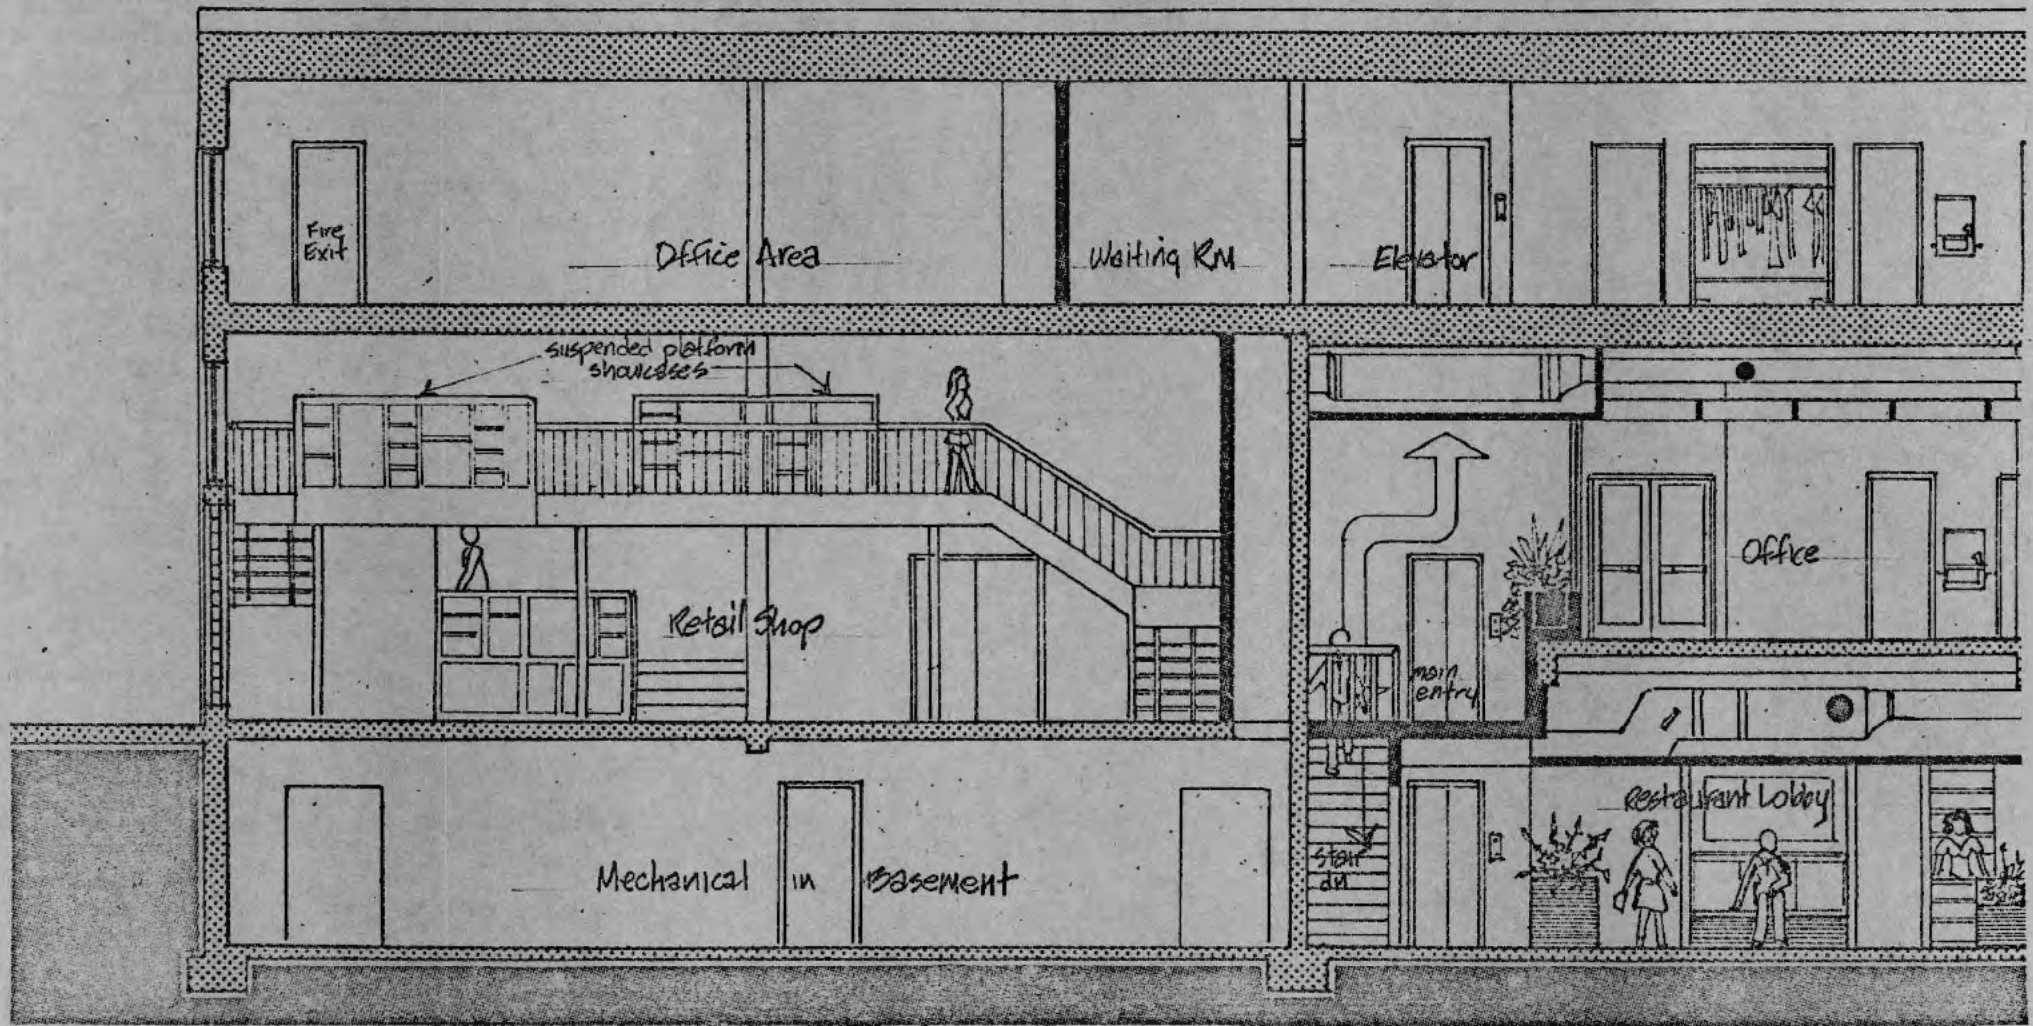 Fire
Exit
Office Area
Waiting RM
Elevator
suspended platform
showcases
Retail Shop
main
entry
Office
Mechanical in Basement
stair
dn
Restaurant Lobby